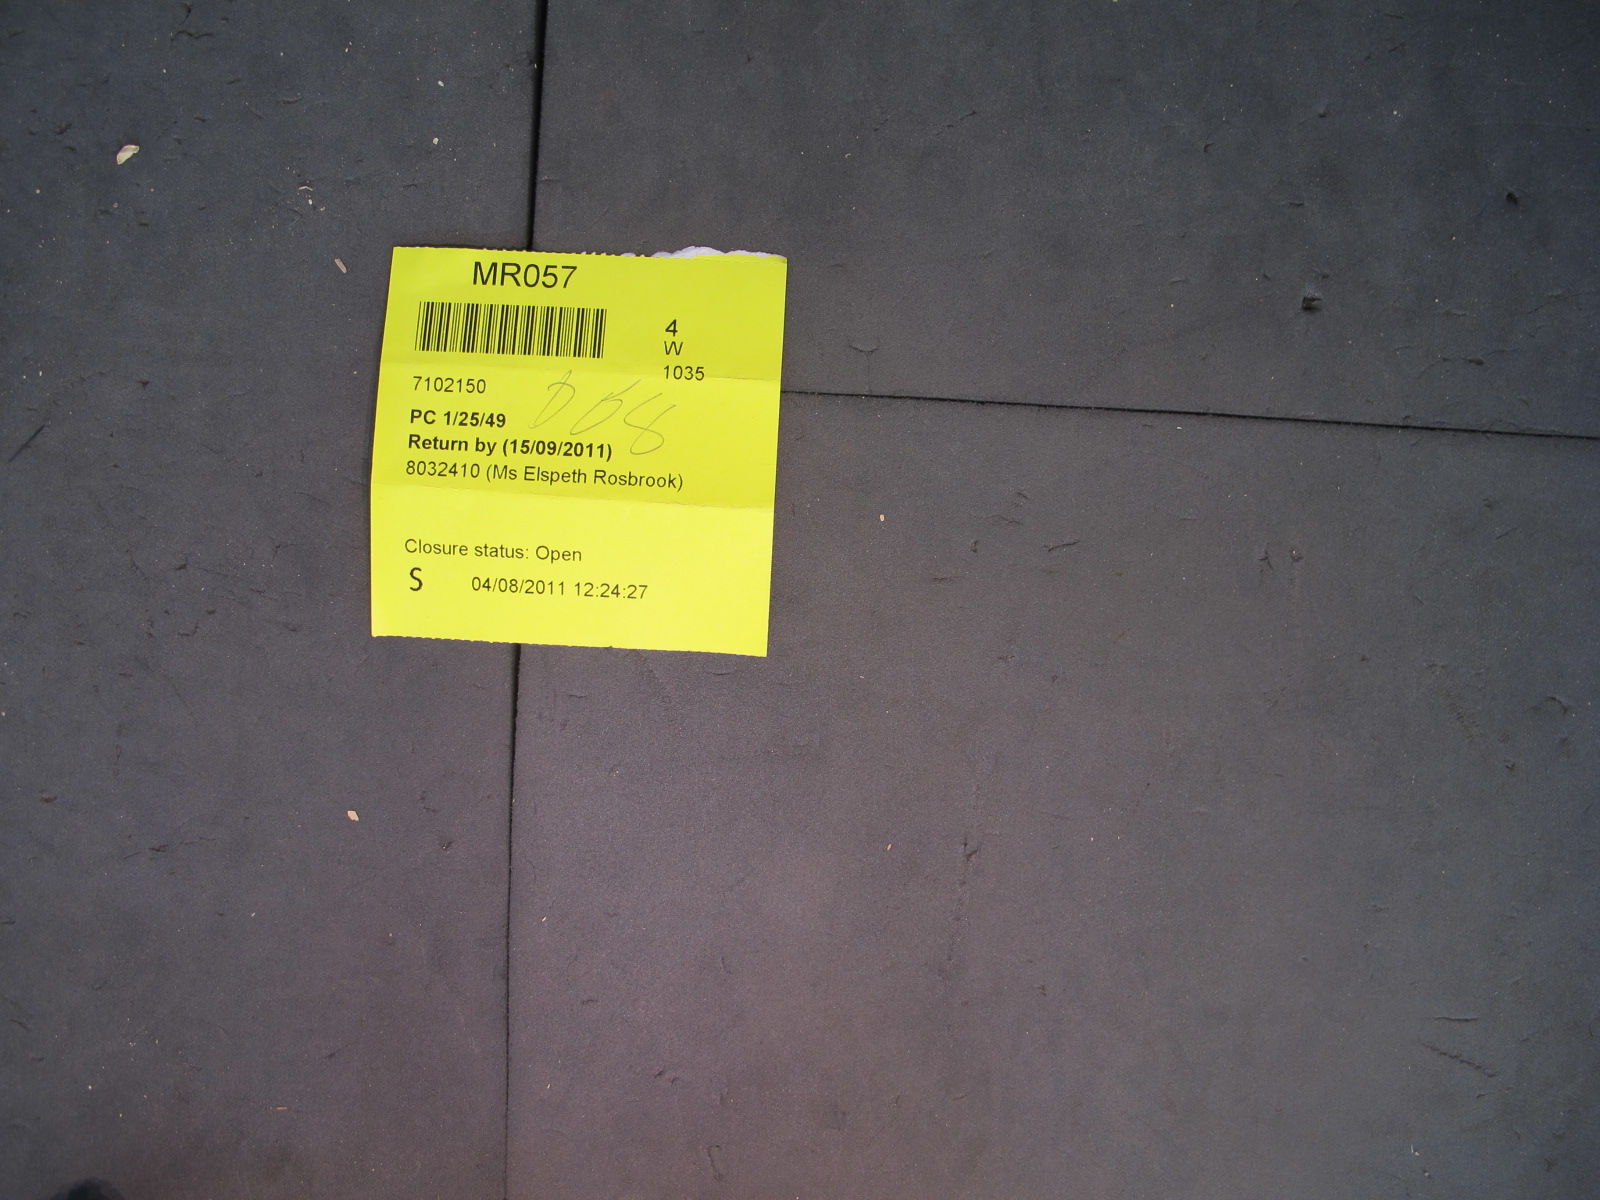 MR057
4
W
1035
7102150
PC 1/25/49
Return by (15/09/2011)
8032410 (Ms Elspeth Rosbrook)
Closure status: Open
S 04/08/2011 12:24:27